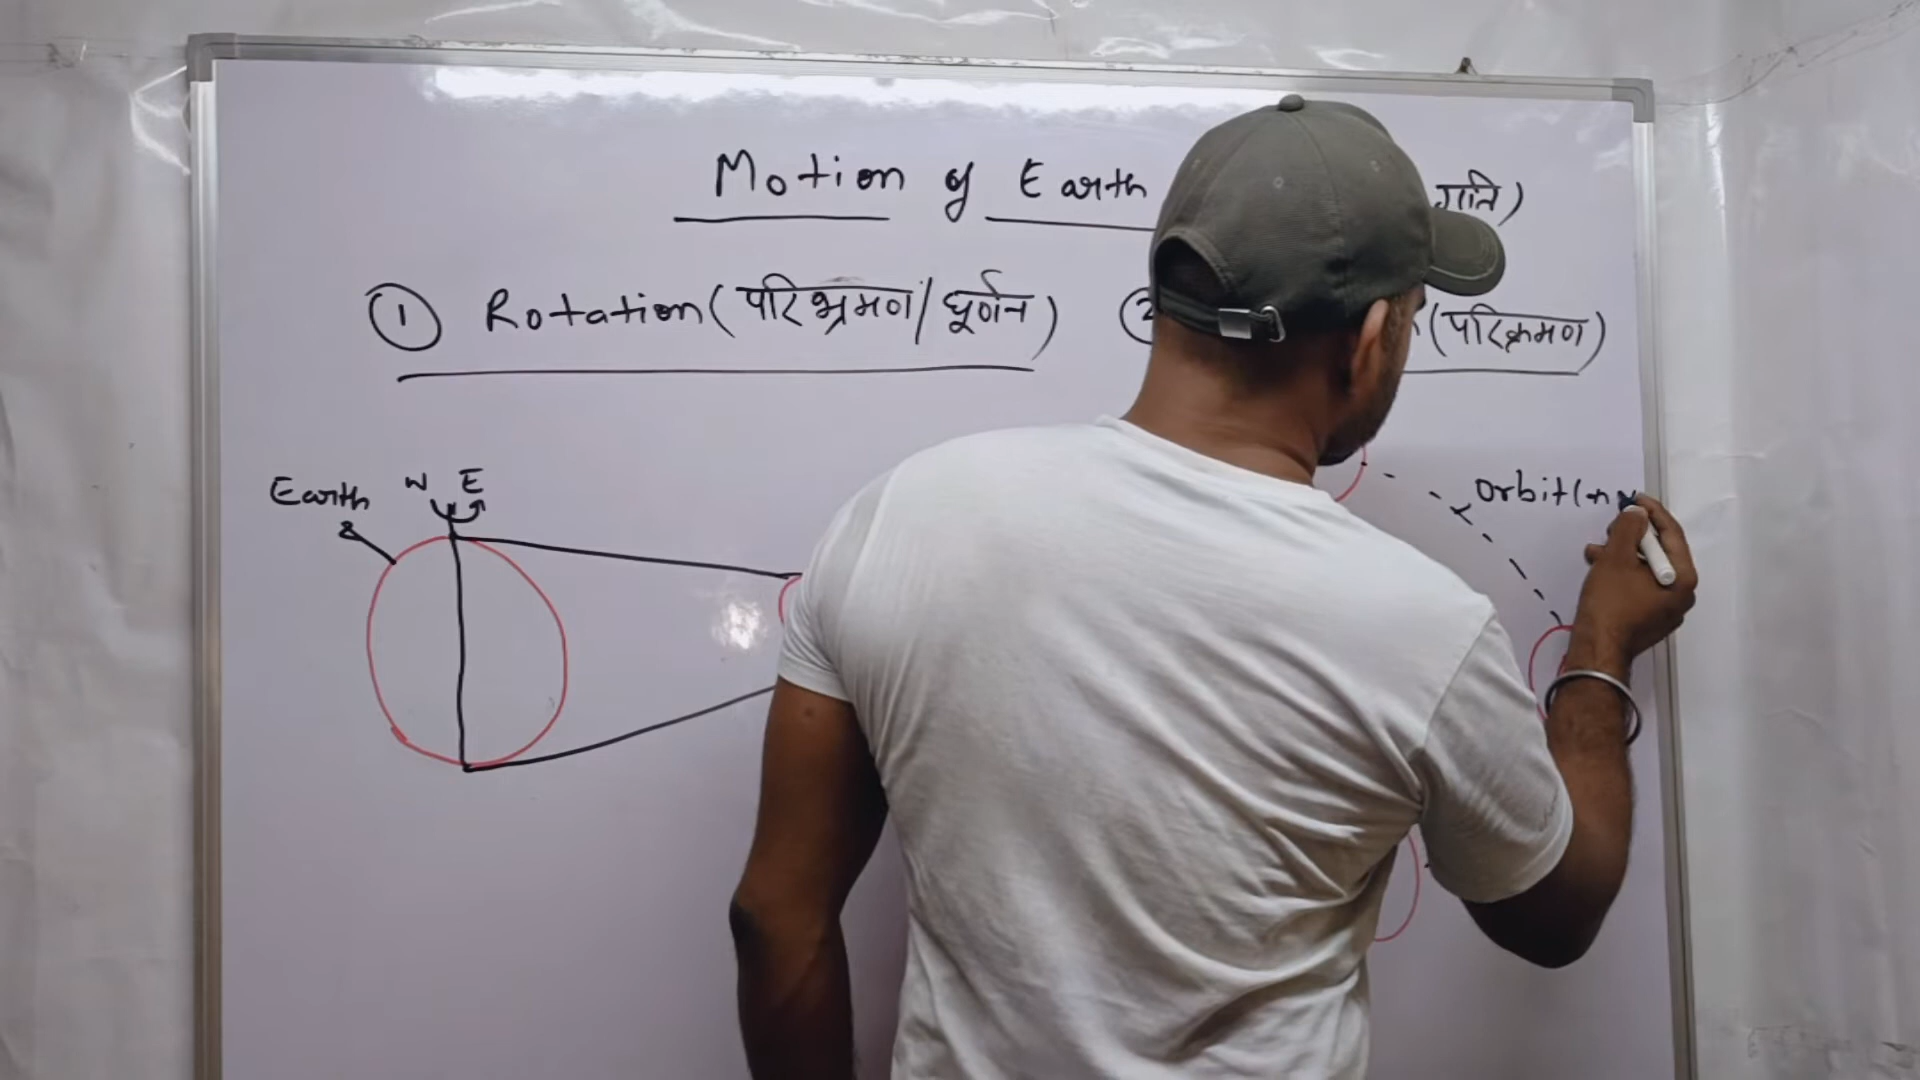 Motion of Earth गति)
① Rotation (परिभ्रमण/घूर्णन) ② (परिक्रमण)
Earth W E
Orbit(